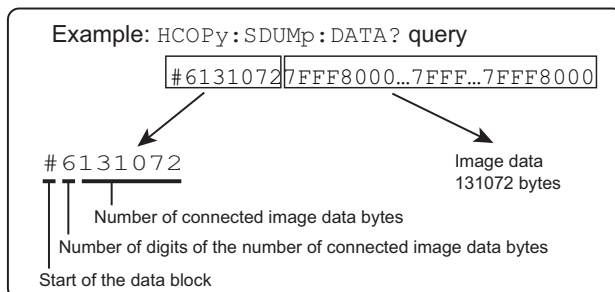 Example: HCOPy:SDUMp:DATA? query
#6131072 7FFF8000...7FFF...7FFF8000
#6131072
Image data
131072 bytes
Number of connected image data bytes
Number of digits of the number of connected image data bytes
Start of the data block